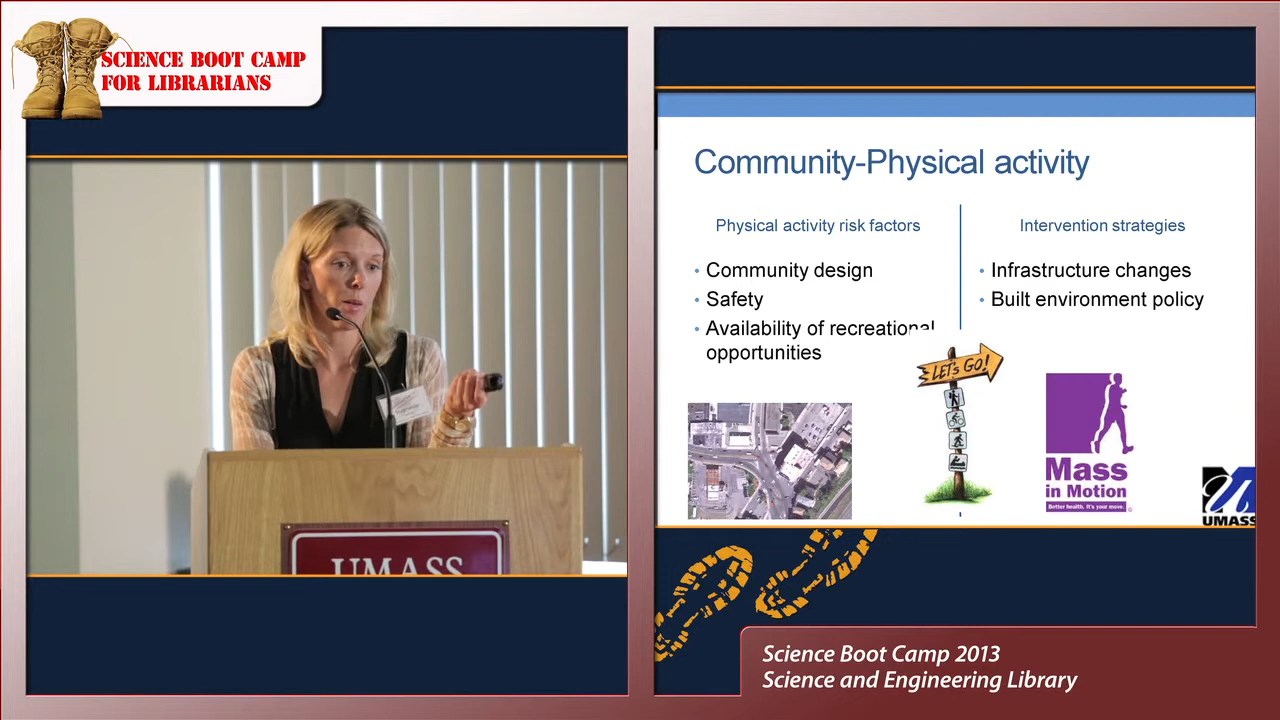 SCIENCE BOOT CAMP
FOR LIBRARIANS
UMASS
Community-Physical activity
Physical activity risk factors
• Community design
• Safety
• Availability of recreational
opportunities
Intervention strategies
• Infrastructure changes
• Built environment policy
LET'S GO!
Mass
in Motion
Better health. It's your move.
UMASS
Science Boot Camp 2013
Science and Engineering Library